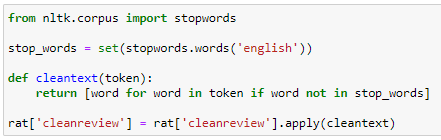 from nltk.corpus import stopwords
stop_words = set(stopwords.words('english'))
def cleantext(token):
    return [word for word in token if word not in stop_words]
rat['cleanreview'] = rat['cleanreview'].apply(cleantext)